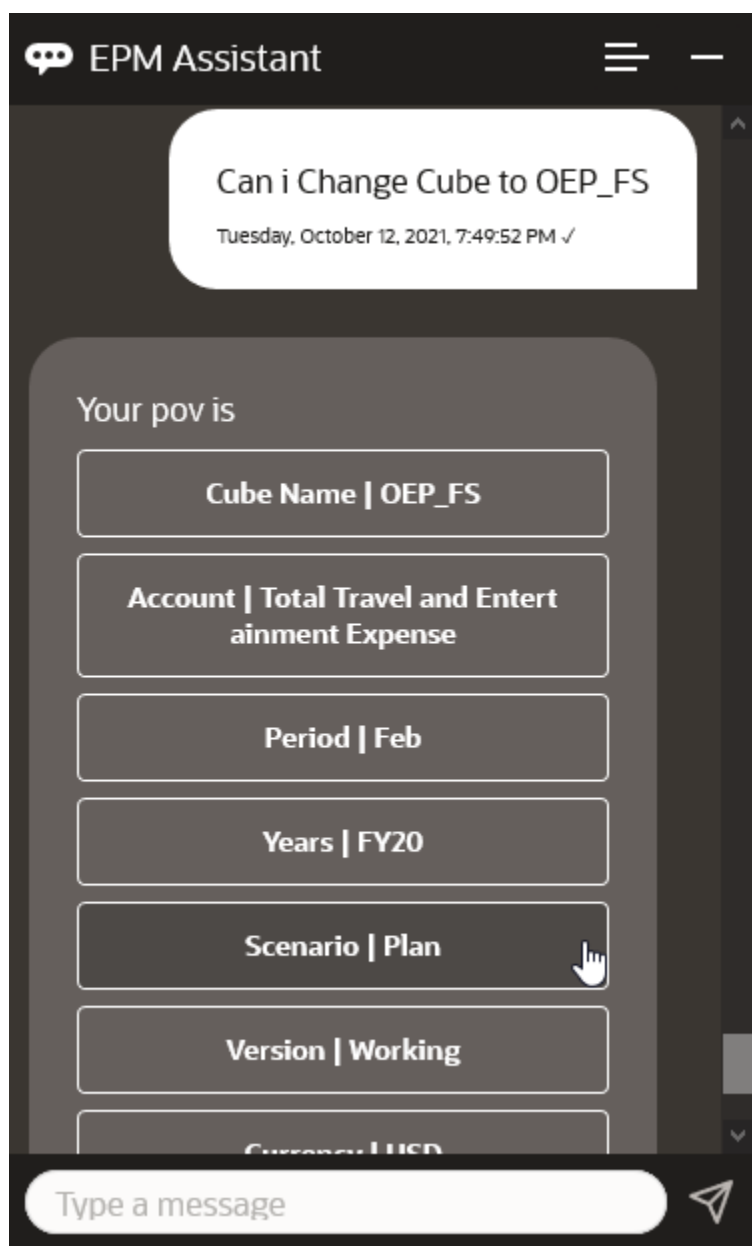 EPM Assistant
Can i Change Cube to OEP_FS
Tuesday, October 12, 2021, 7:49:52 PM ✓
Your pov is
Cube Name | OEP_FS
Account | Total Travel and Entert
ainment Expense
Period | Feb
Years | FY20
Scenario | Plan
Version | Working
Currency | USD
Type a message